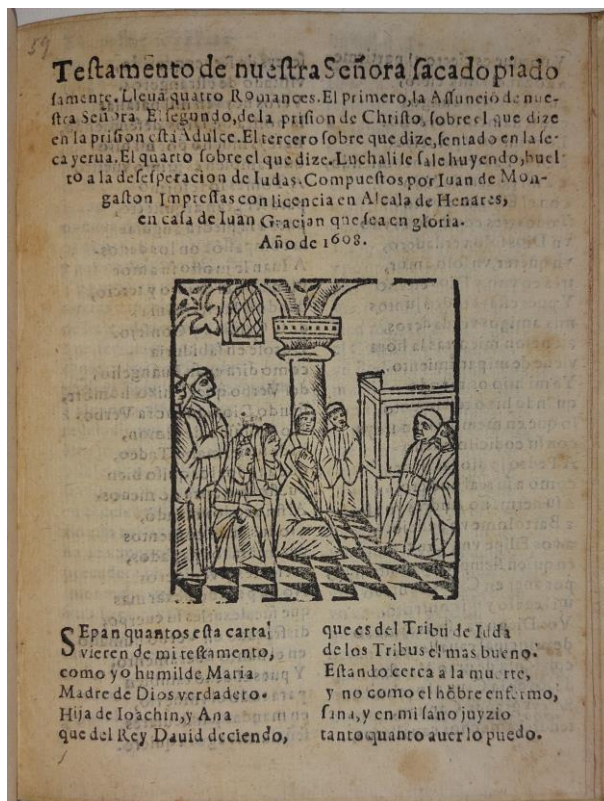 59
Testamento de nuestra Señora sacado piado
samente. Lleua quatro Romances. El primero, la Assunció de nue-
stra Señora. El segundo, de la prision de Christo, sobre el que dize
en la prision está Adulce. El tercero sobre que dize, sentado en la se-
ca yerua. El quarto sobre el que dize. Luchali se sale huyendo, buel-
to a la desesperacion de Iudas. Compuestos por Iuan de Mon-
gaston Impressas con licencia en Alcala de Henares,
en casa de Iuan Gracian que sea en gloria.
Año de 1608.
SEpan quantos esta carta
vieren de mi testamento,
como yo humilde Maria
Madre de Dios verdadero.
Hija de Ioachin, y Ana
que del Rey Dauid deciendo,
que es del Tribu de Iuda
de los Tribus el mas bueno.
Estando cerca a la muerte,
y no como el hõbre enfermo,
sana, y en mi sano juyzio
tanto quanto auer lo puedo.